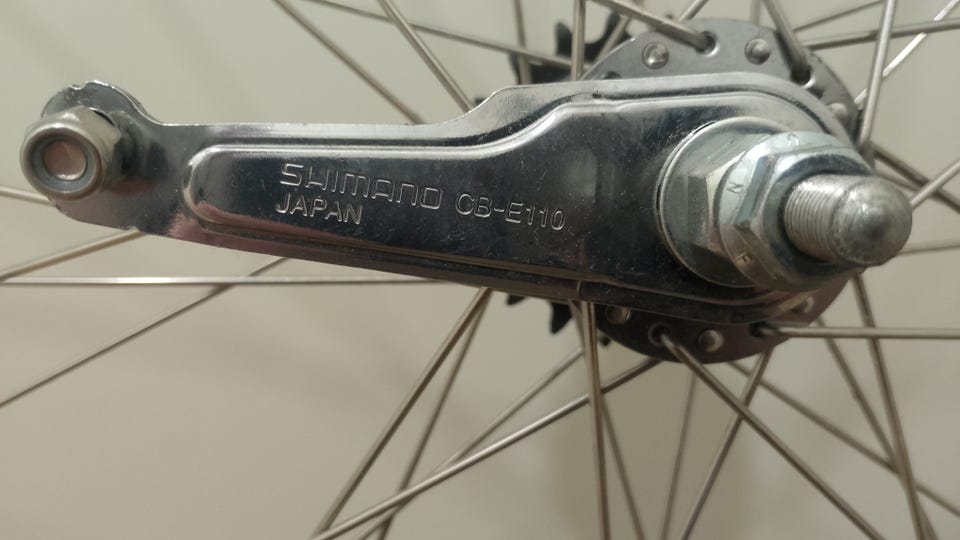 SHIMANO CB-E110
JAPAN
N
F